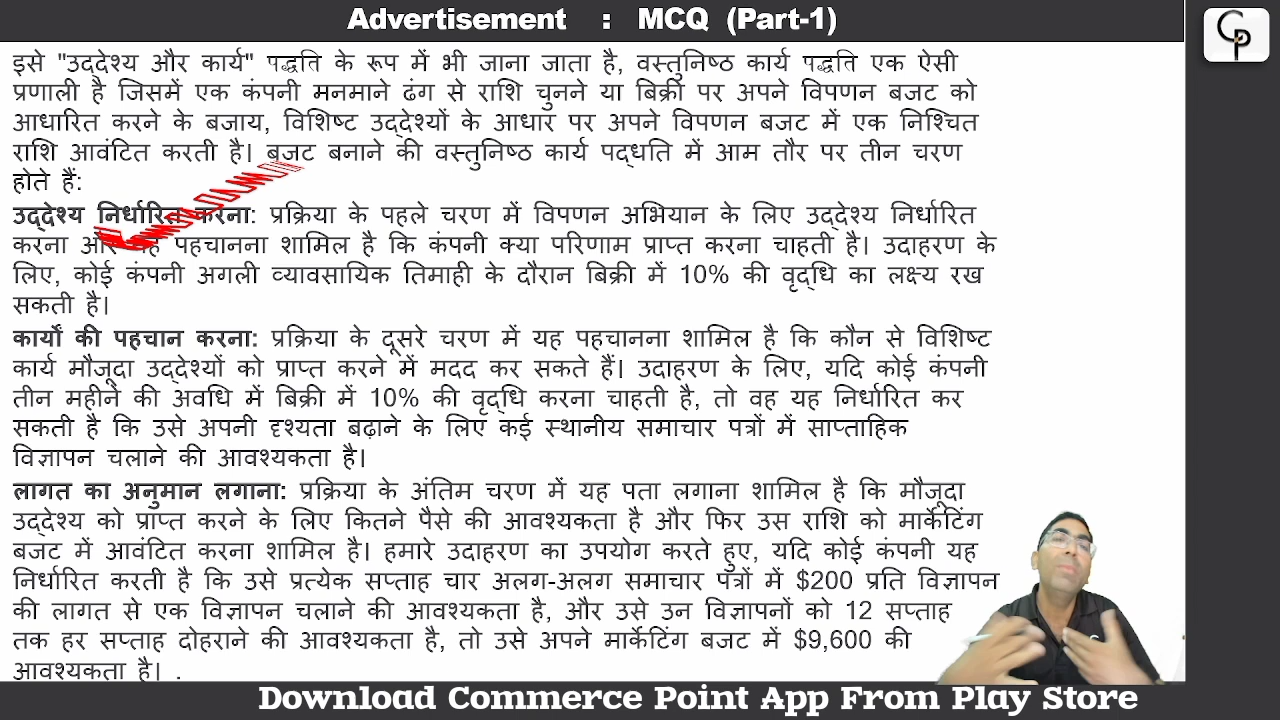 Advertisement : MCQ (Part-1)
CP
इसे "उद्देश्य और कार्य" पद्धति के रूप में भी जाना जाता है, वस्तुनिष्ठ कार्य पद्धति एक ऐसी
प्रणाली है जिसमें एक कंपनी मनमाने ढंग से राशि चुनने या बिक्री पर अपने विपणन बजट को
आधारित करने के बजाय, विशिष्ट उद्देश्यों के आधार पर अपने विपणन बजट में एक निश्चित
राशि आवंटित करती है। बजट बनाने की वस्तुनिष्ठ कार्य पद्धति में आम तौर पर तीन चरण
होते हैं:
उद्देश्य निर्धारित करना: प्रक्रिया के पहले चरण में विपणन अभियान के लिए उद्देश्य निर्धारित
करना और यह पहचानना शामिल है कि कंपनी क्या परिणाम प्राप्त करना चाहती है। उदाहरण के
लिए, कोई कंपनी अगली व्यावसायिक तिमाही के दौरान बिक्री में 10% की वृद्धि का लक्ष्य रख
सकती है।
कार्यों की पहचान करना: प्रक्रिया के दूसरे चरण में यह पहचानना शामिल है कि कौन से विशिष्ट
कार्य मौजूदा उद्देश्यों को प्राप्त करने में मदद कर सकते हैं। उदाहरण के लिए, यदि कोई कंपनी
तीन महीने की अवधि में बिक्री में 10% की वृद्धि करना चाहती है, तो वह यह निर्धारित कर
सकती है कि उसे अपनी दृश्यता बढ़ाने के लिए कई स्थानीय समाचार पत्रों में साप्ताहिक
विज्ञापन चलाने की आवश्यकता है।
लागत का अनुमान लगाना: प्रक्रिया के अंतिम चरण में यह पता लगाना शामिल है कि मौजूदा
उद्देश्य को प्राप्त करने के लिए कितने पैसे की आवश्यकता है और फिर उस राशि को मार्केटिंग
बजट में आवंटित करना शामिल है। हमारे उदाहरण का उपयोग करते हुए, यदि कोई कंपनी यह
निर्धारित करती है कि उसे प्रत्येक सप्ताह चार अलग-अलग समाचार पत्रों में $200 प्रति विज्ञापन
की लागत से एक विज्ञापन चलाने की आवश्यकता है, और उसे उन विज्ञापनों को 12 सप्ताह
तक हर सप्ताह दोहराने की आवश्यकता है, तो उसे अपने मार्केटिंग बजट में $9,600 की
आवश्यकता है। .
Download Commerce Point App From Play Store